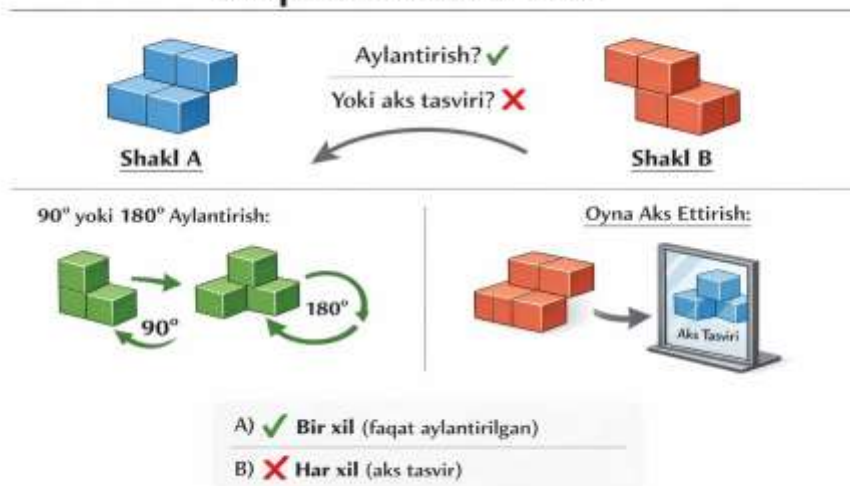 Aylantirish? ✓
Yoki aks tasviri? ✗
Shakl A
Shakl B
90° yoki 180° Aylantirish:
90°
180°
Oyna Aks Ettirish:
Aks Tasviri
A) ✓ Bir xil (faqat aylantirilgan)
B) ✗ Har xil (aks tasvir)